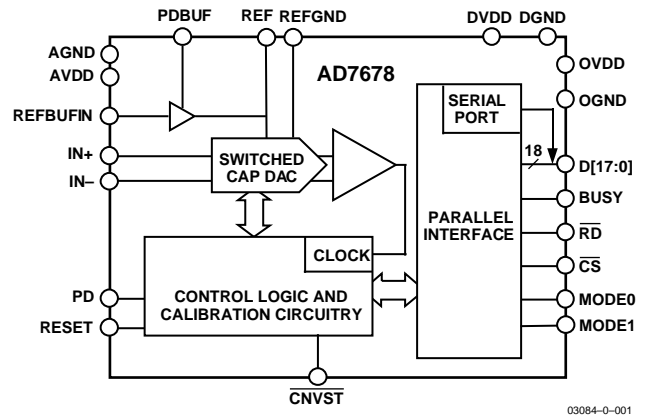 PDBUF
REF
REFGND
DVDD
DGND
AGND
AVDD
REFBUFIN
IN+
IN–
PD
RESET
AD7678
SWITCHED
CAP DAC
CLOCK
CONTROL LOGIC AND
CALIBRATION CIRCUITRY
SERIAL
PORT
18
PARALLEL
INTERFACE
OVDD
OGND
D[17:0]
BUSY
RD
CS
MODE0
MODE1
CNVST
03084–0–001